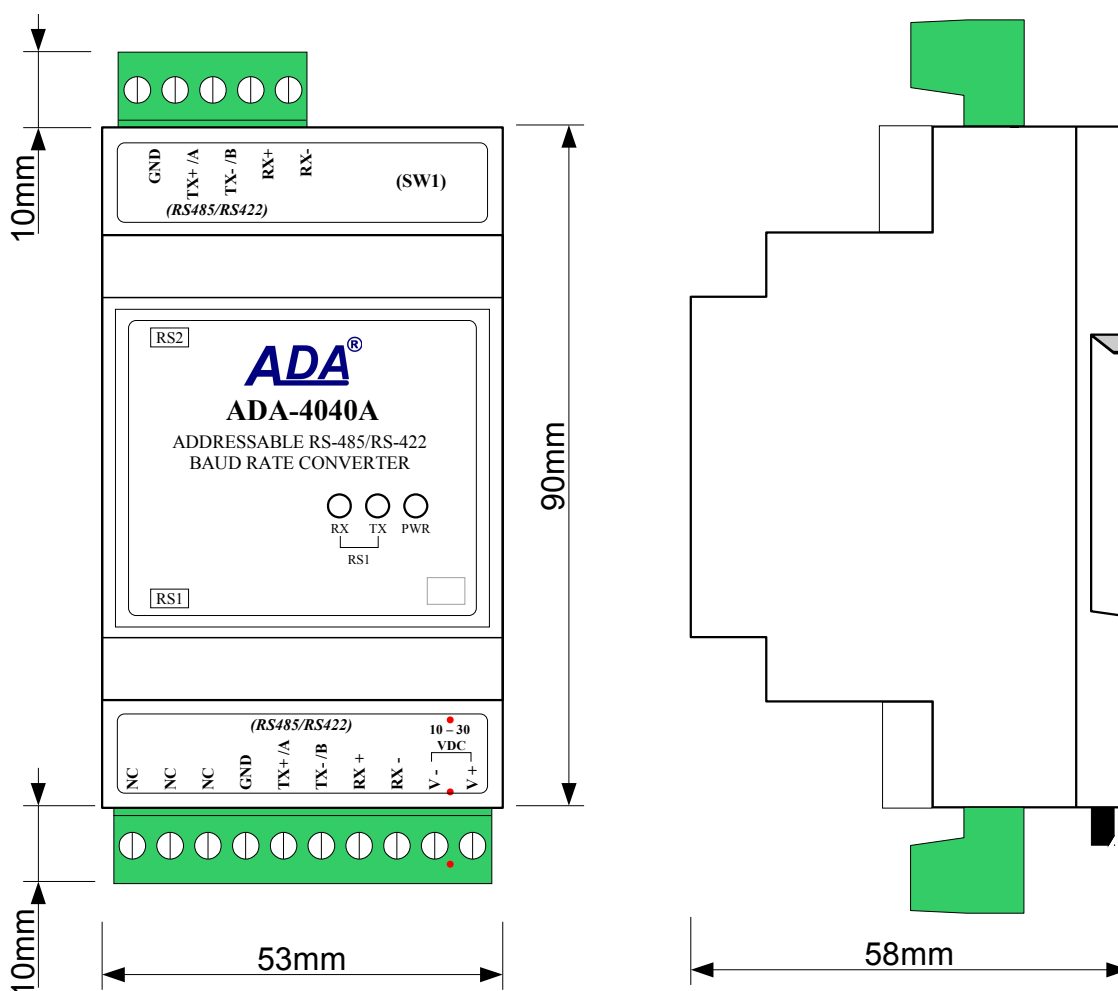 10mm
GND TX+ /A TX- /B RX+ RX-
(SW1)
(RS485/RS422)
RS2
ADA®
ADA-4040A
ADDRESSABLE RS-485/RS-422
BAUD RATE CONVERTER
RX TX PWR
RS1
RS1
90mm
(RS485/RS422)
10 – 30
VDC
NC NC NC GND TX+ /A TX- /B RX + RX - V - V +
10mm
53mm
58mm